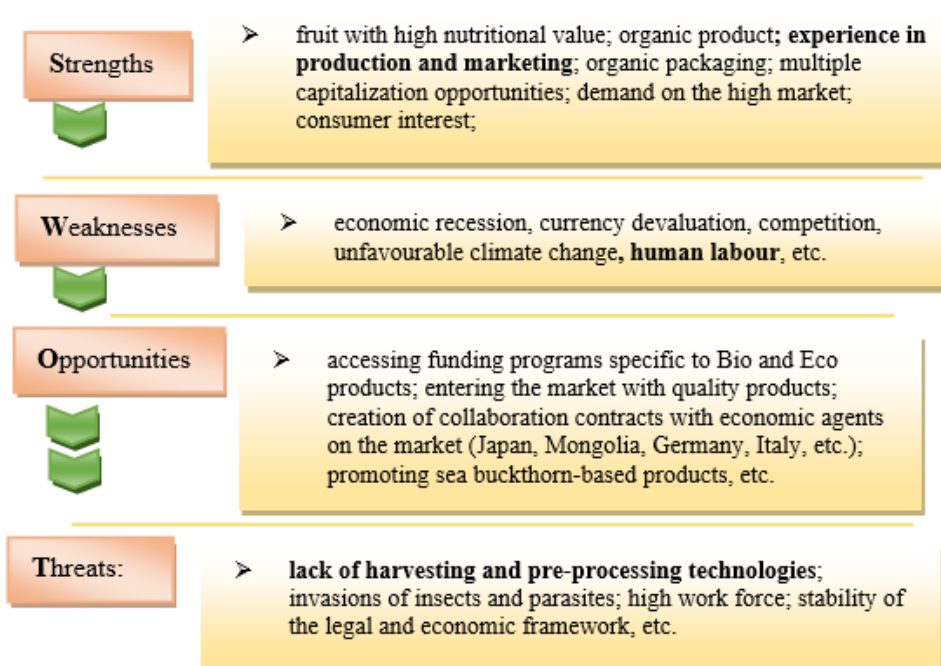 Strengths
➢ fruit with high nutritional value; organic product; experience in
production and marketing; organic packaging; multiple
capitalization opportunities; demand on the high market;
consumer interest;
Weaknesses
➢ economic recession, currency devaluation, competition,
unfavourable climate change, human labour, etc.
Opportunities
➢ accessing funding programs specific to Bio and Eco
products; entering the market with quality products;
creation of collaboration contracts with economic agents
on the market (Japan, Mongolia, Germany, Italy, etc.);
promoting sea buckthorn-based products, etc.
Threats:
➢ lack of harvesting and pre-processing technologies;
invasions of insects and parasites; high work force; stability of
the legal and economic framework, etc.